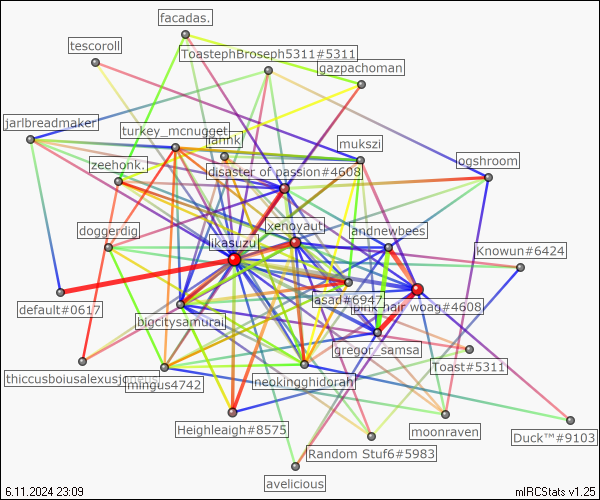 facadas.
tescoroll
ToastephBroseph5311#5311
gazpachoman
jarlbreadmaker
turkey_mcnugget
iannk
mukszi
zeehonk.
disaster of passion#4608
ogshroom
doggerdig
xenoyaut
andnewbees
ikasuzu
Knowun#6424
default#0617
asad#6947
pink hair woag#4608
bigcitysamurai
gregor_samsa
Toast#5311
mingus4742
neokingghidorah
Heighleaigh#8575
moonraven
Duck™#9103
Random Stuf6#5983
avelicious
6.11.2024 23:09
mIRCStats v1.25